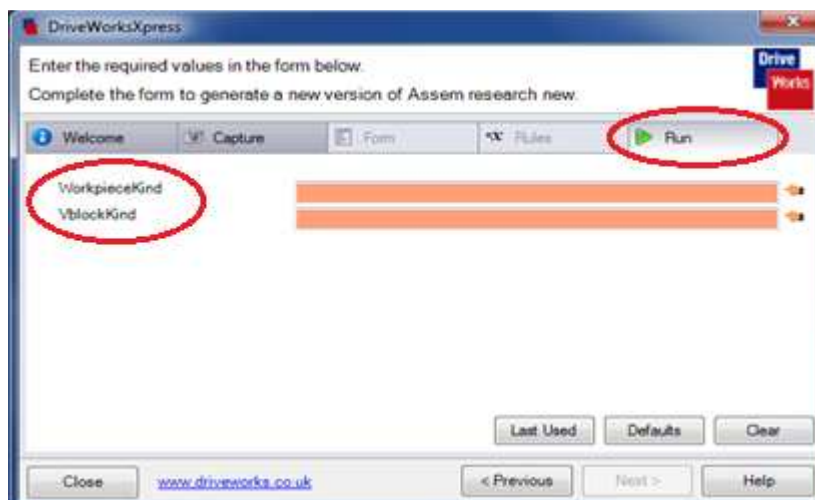 DriveWorksXpress
Enter the required values in the form below.
Complete the form to generate a new version of Assem research new.
Drive
Works
Welcome
Capture
Form
Rules
Run
WorkpieceKind
VblockKind
Last Used
Defaults
Clear
Close
www.driveworks.co.uk
< Previous
Next >
Help